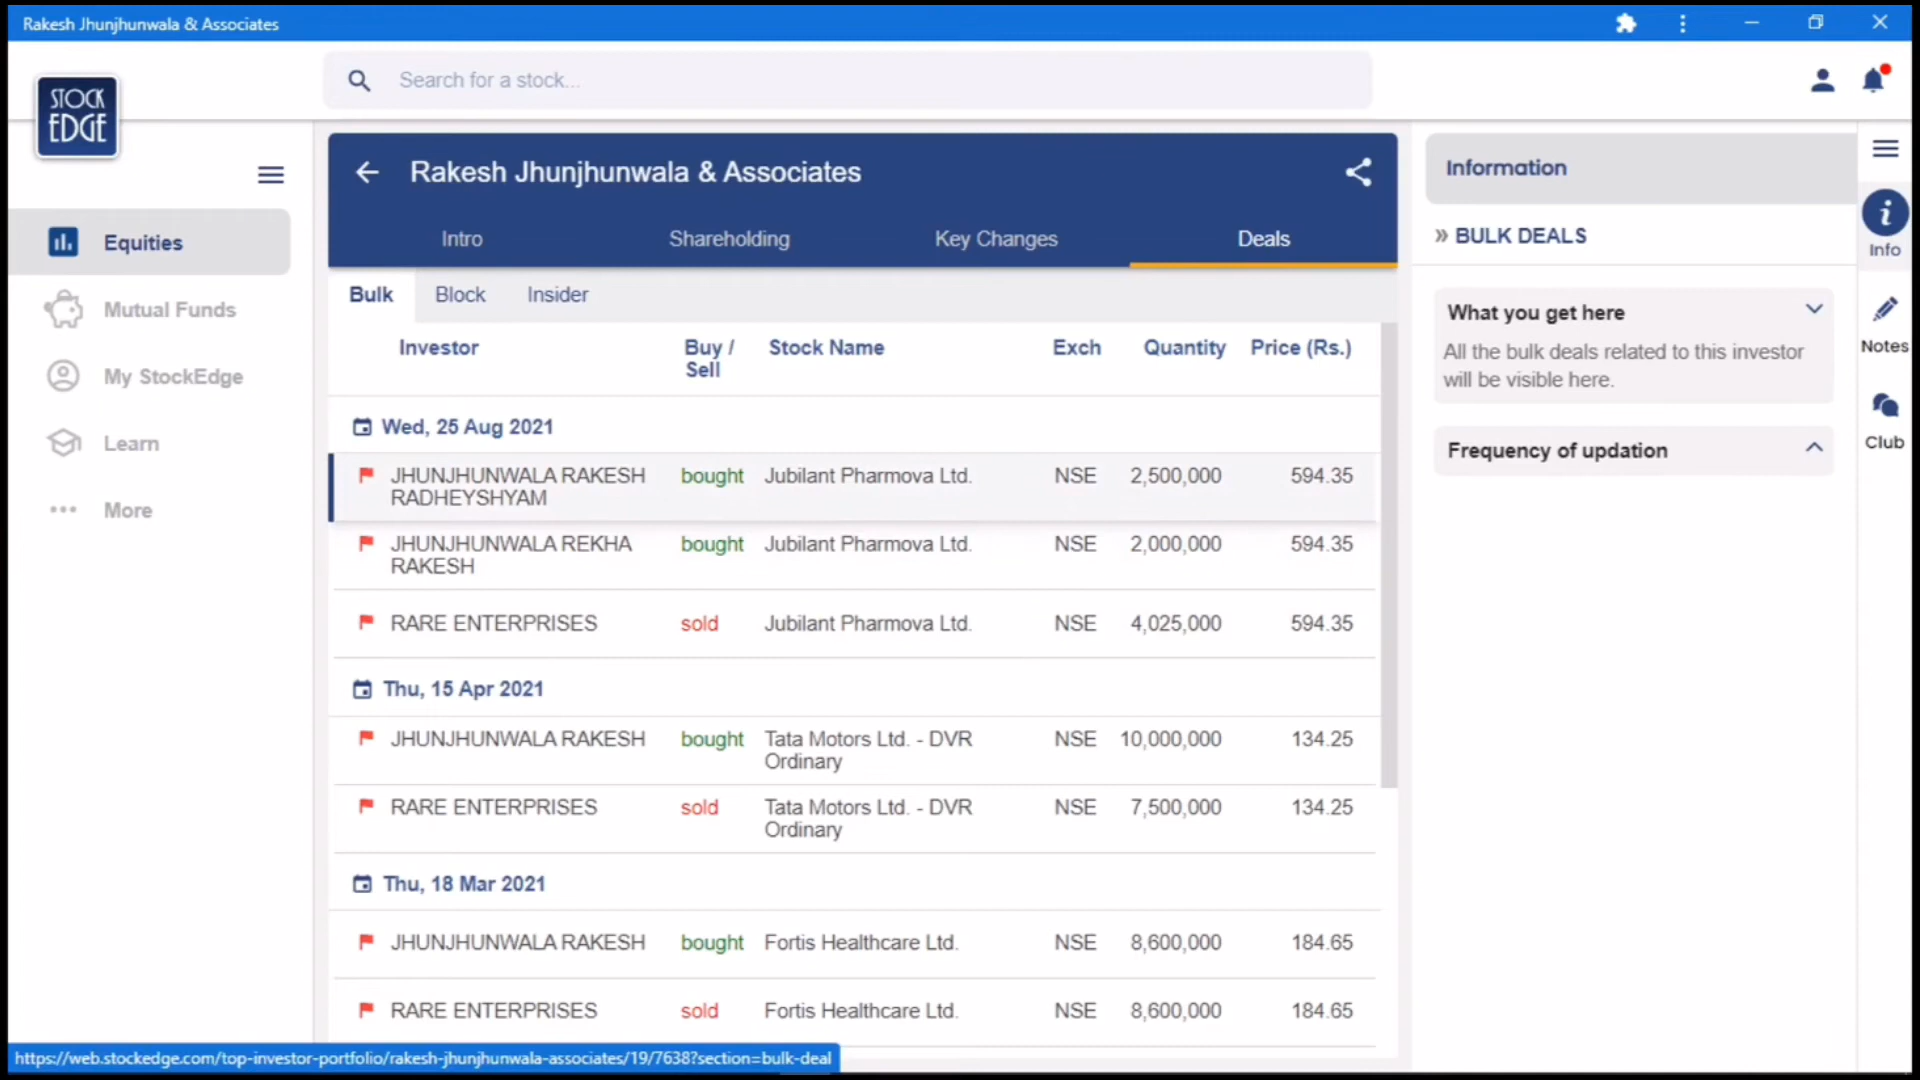 Rakesh Jhunjhunwala & Associates
STOCK
EDGE
Search for a stock...
Equities
Mutual Funds
My StockEdge
Learn
More
Rakesh Jhunjhunwala & Associates
Intro Shareholding Key Changes Deals
Bulk Block Insider
Investor Buy / Sell Stock Name Exch Quantity Price (Rs.)
Wed, 25 Aug 2021
JHUNJHUNWALA RAKESH bought Jubilant Pharmova Ltd. NSE 2,500,000 594.35
RADHEYSHYAM
JHUNJHUNWALA REKHA bought Jubilant Pharmova Ltd. NSE 2,000,000 594.35
RAKESH
RARE ENTERPRISES sold Jubilant Pharmova Ltd. NSE 4,025,000 594.35
Thu, 15 Apr 2021
JHUNJHUNWALA RAKESH bought Tata Motors Ltd. - DVR NSE 10,000,000 134.25
Ordinary
RARE ENTERPRISES sold Tata Motors Ltd. - DVR NSE 7,500,000 134.25
Ordinary
Thu, 18 Mar 2021
JHUNJHUNWALA RAKESH bought Fortis Healthcare Ltd. NSE 8,600,000 184.65
RARE ENTERPRISES sold Fortis Healthcare Ltd. NSE 8,600,000 184.65
Information
» BULK DEALS
What you get here
All the bulk deals related to this investor
will be visible here.
Frequency of updation
Info
Notes
Club
https://web.stockedge.com/top-investor-portfolio/rakesh-jhunjhunwala-associates/19/7638?section=bulk-deal